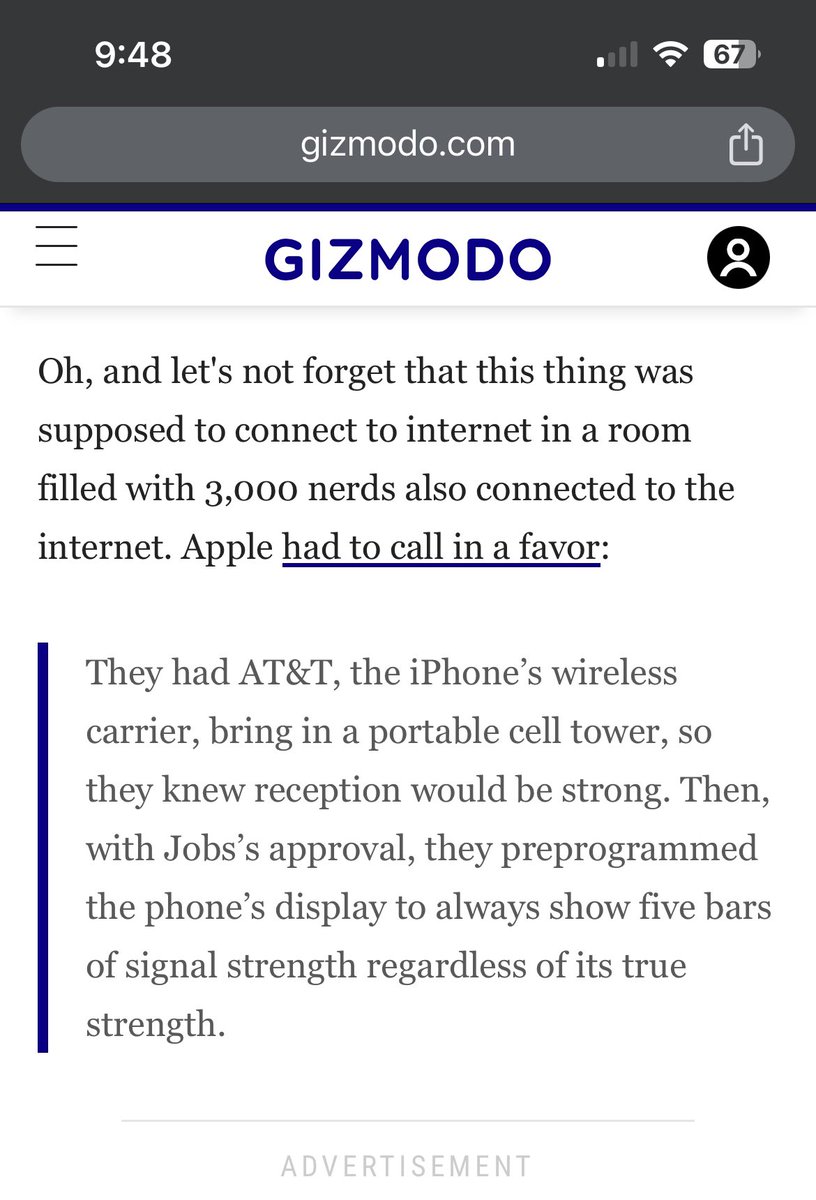 9:48
67
gizmodo.com
GIZMODO
Oh, and let's not forget that this thing was
supposed to connect to internet in a room
filled with 3,000 nerds also connected to the
internet. Apple had to call in a favor:
They had AT&T, the iPhone’s wireless
carrier, bring in a portable cell tower, so
they knew reception would be strong. Then,
with Jobs’s approval, they preprogrammed
the phone’s display to always show five bars
of signal strength regardless of its true
strength.
ADVERTISEMENT